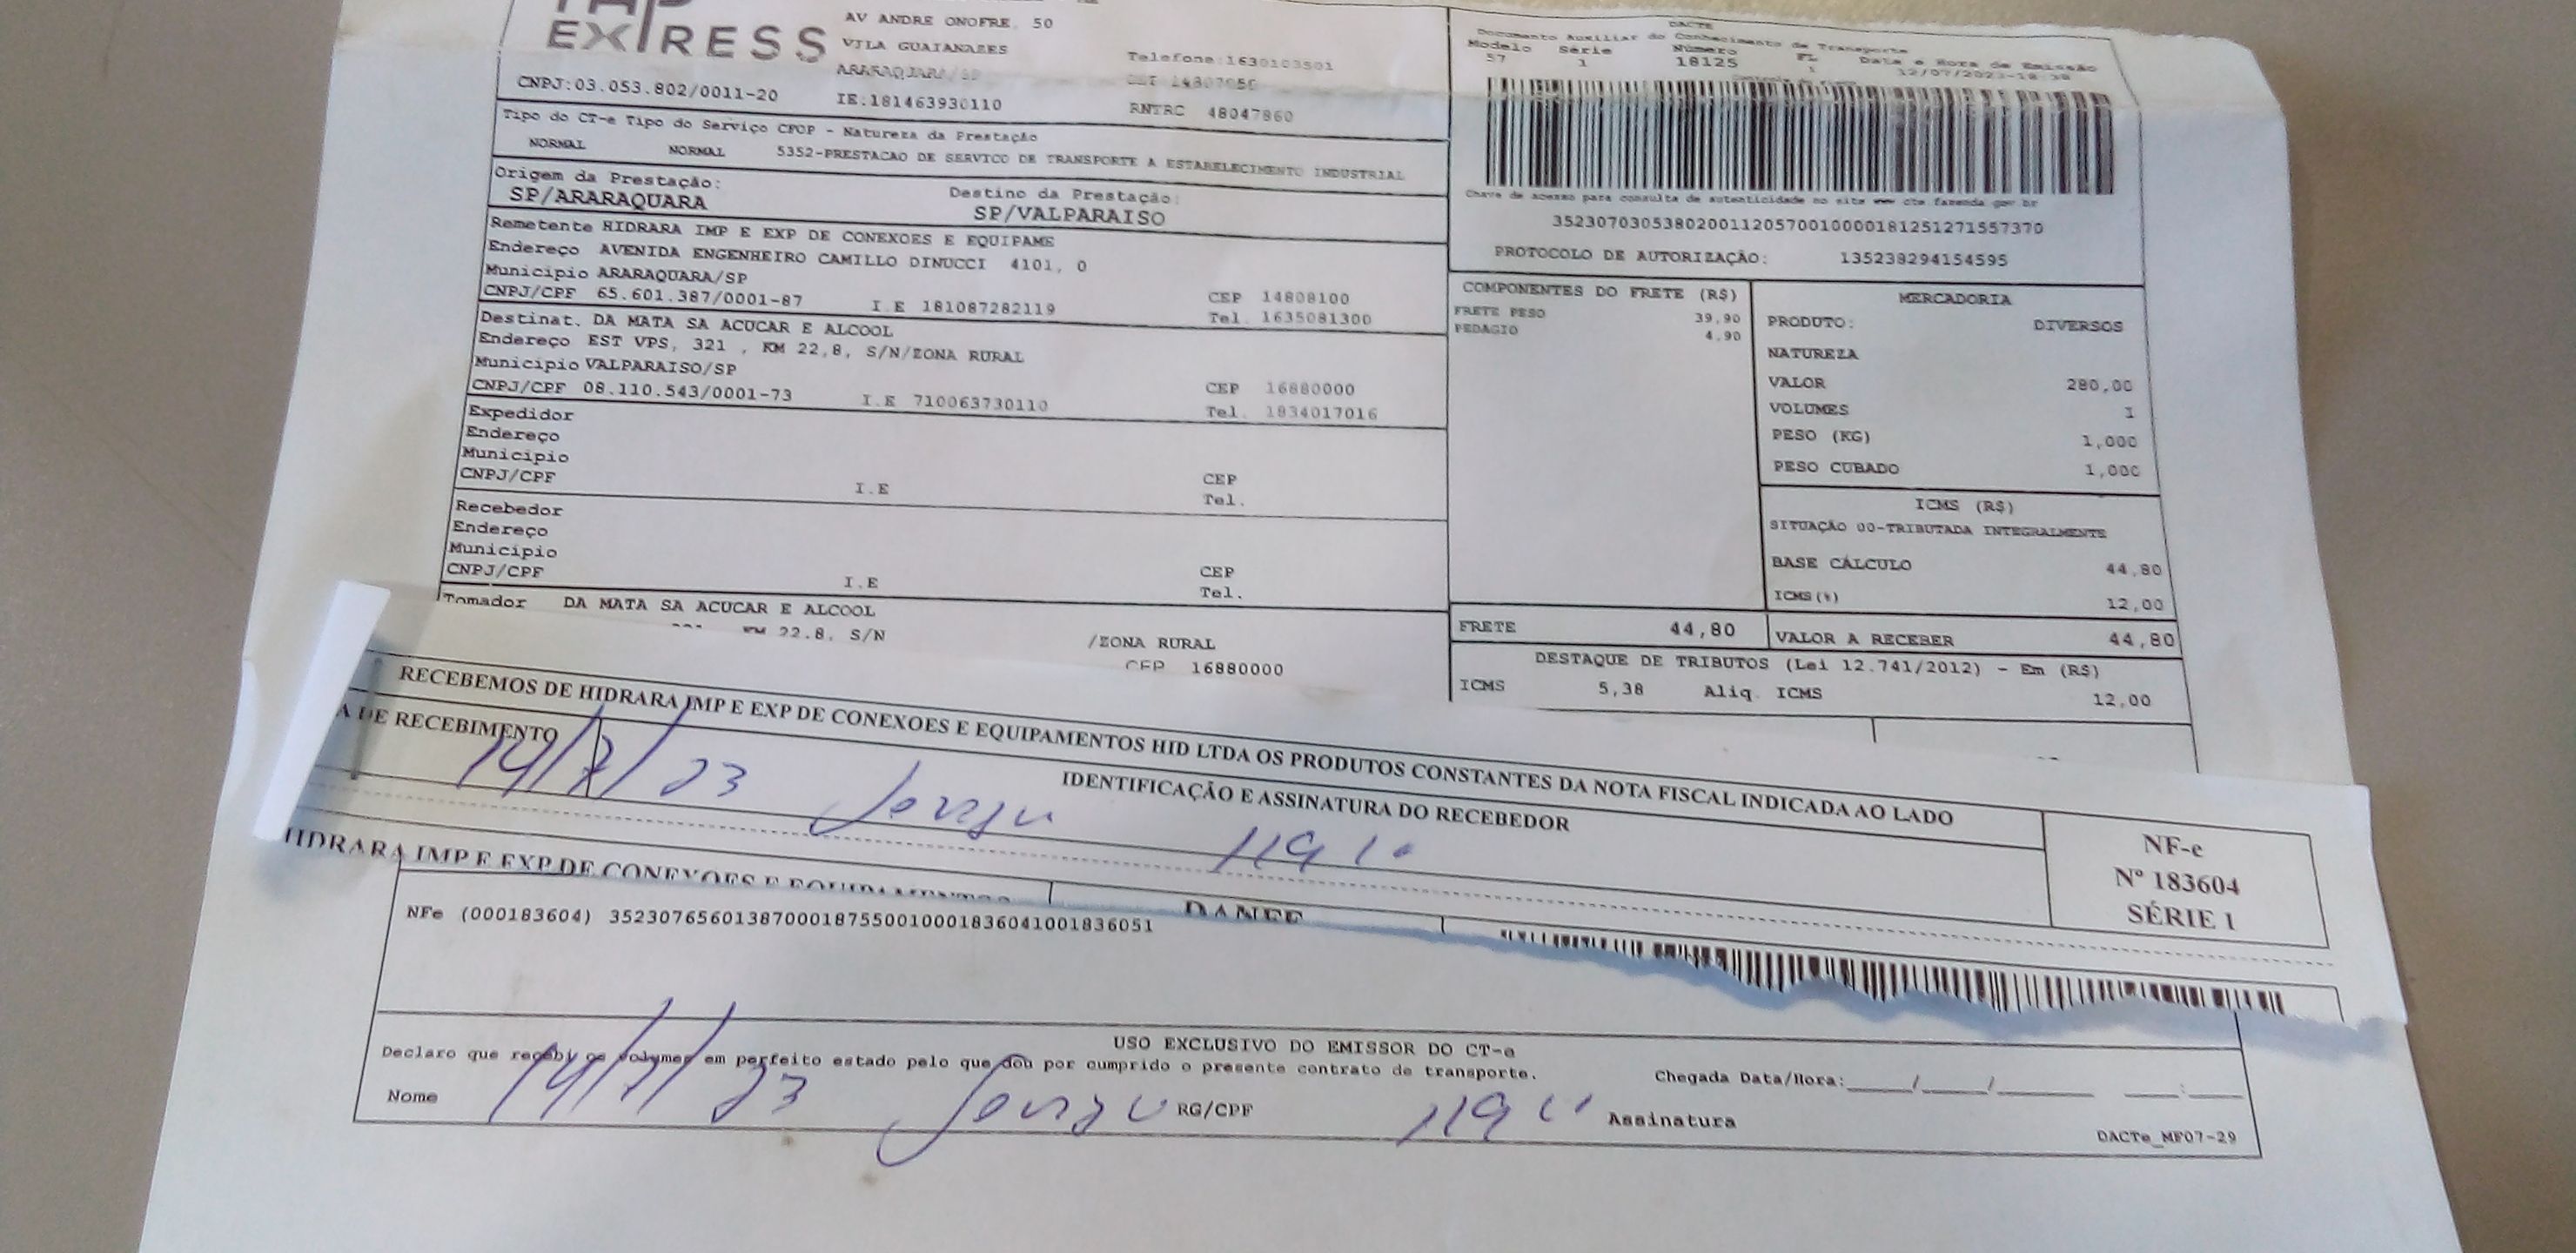 EXPRESS
AV ANDRE ONOFRE, 50
VILA GUAIANAZES
ARARAQUARA/SP
Telefone:1630103501
CNPJ:03.053.802/0011-20
IE:181463930110
RNTRC 48047860
Tipo do CT-e Tipo do Serviço CFOP - Natureza da Prestação
NORMAL NORMAL 5352-PRESTACAO DE SERVICO DE TRANSPORTE A ESTABELECIMENTO INDUSTRIAL
Origem da Prestação: Destino da Prestação:
SP/ARARAQUARA SP/VALPARAISO
Remetente HIDRARA IMP E EXP DE CONEXOES E EQUIPAME
Endereço AVENIDA ENGENHEIRO CAMILLO DINUCCI 4101, 0
Municipio ARARAQUARA/SP CEP 14808100
CNPJ/CPF 65.601.387/0001-87 I.E 181087282119 Tel. 1635081300
Destinat. DA MATA SA ACUCAR E ALCOOL
Endereço EST VPS, 321 , KM 22,8, S/N/ZONA RURAL
Municipio VALPARAISO/SP CEP 16880000
CNPJ/CPF 08.110.543/0001-73 I.E 710063730110 Tel. 1834017016
Expedidor
Endereço
Municipio CEP
CNPJ/CPF I.E Tel.
Recebedor
Endereço
Municipio CEP
CNPJ/CPF I.E Tel.
Tomador DA MATA SA ACUCAR E ALCOOL
KM 22.8, S/N /ZONA RURAL
CEP 16880000
DACTE
Documento Auxiliar do Conhecimento de Transporte
Modelo Série Número FL Data e Hora de Emissão
57 1 18125 1 12/07/2023-18:38
Chave de acesso para consulta de autenticidade no site www cte fazenda gov br
35230703053802001120570010000181251271557370
PROTOCOLO DE AUTORIZAÇÃO: 135238294154595
COMPONENTES DO FRETE (R$)
FRETE PESO 39,90
PEDAGIO 4,90
MERCADORIA
PRODUTO: DIVERSOS
NATUREZA
VALOR 280,00
VOLUMES 1
PESO (KG) 1,000
PESO CUBADO 1,000
ICMS (R$)
SITUAÇÃO 00-TRIBUTADA INTEGRALMENTE
BASE CÁLCULO 44,80
ICMS(%) 12,00
FRETE 44,80 VALOR A RECEBER 44,80
DESTAQUE DE TRIBUTOS (Lei 12.741/2012) - Em (R$)
ICMS 5,38 Aliq. ICMS 12,00
RECEBEMOS DE HIDRARA IMP E EXP DE CONEXOES E EQUIPAMENTOS HID LTDA OS PRODUTOS CONSTANTES DA NOTA FISCAL INDICADA AO LADO
A DE RECEBIMENTO IDENTIFICAÇÃO E ASSINATURA DO RECEBEDOR
14/7/23
NF-e
Nº 183604
SÉRIE 1
HIDRARA IMP E EXP DE CONEXOES E EQUIPAMENTOS
DANFE
NFe (000183604) 35230765601387000187550010001836041001836051
USO EXCLUSIVO DO EMISSOR DO CT-e
Declaro que recebi os volumes em perfeito estado pelo que dou por cumprido o presente contrato de transporte.
Chegada Data/Hora:____/____/______ ___:___
Nome 14/7/23 RG/CPF Assinatura
DACTe_MF07-29